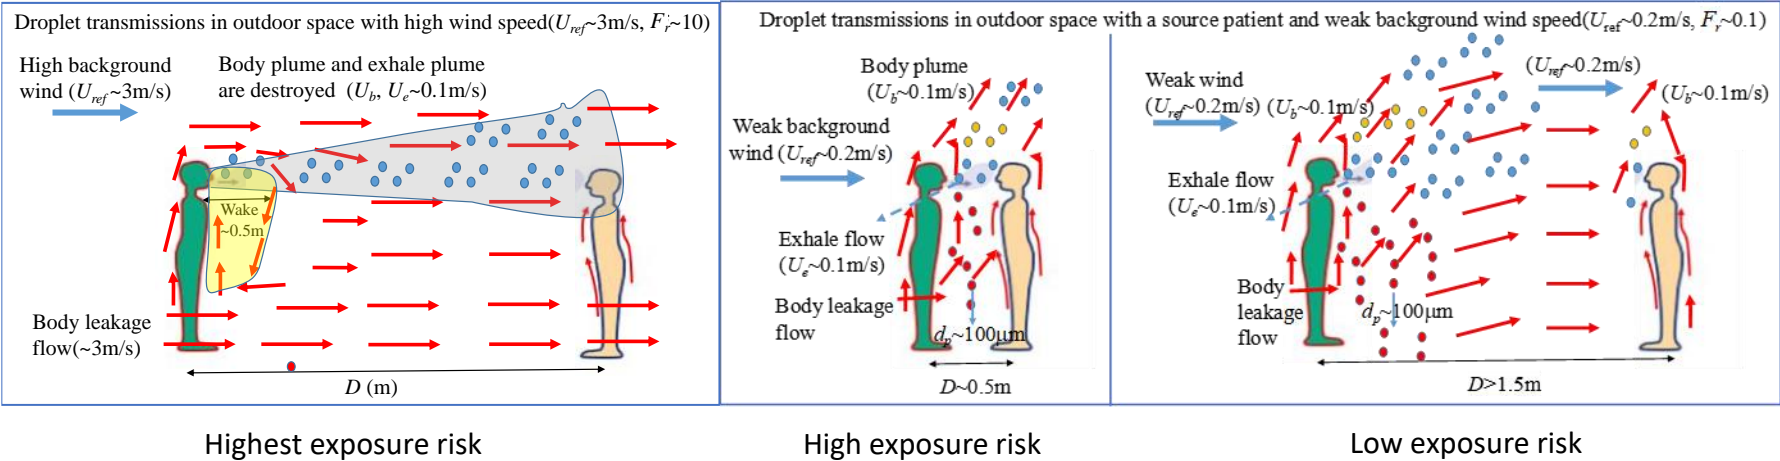 Droplet transmissions in outdoor space with high wind speed(Uref~3m/s, Fr~10)
High background
wind (Uref~3m/s)
Body plume and exhale plume
are destroyed (Ub, Ue~0.1m/s)
Wake
~0.5m
Body leakage
flow(~3m/s)
D (m)
Highest exposure risk
Droplet transmissions in outdoor space with a source patient and weak background wind speed(Uref~0.2m/s, Fr~0.1)
Body plume
(Ub~0.1m/s)
Weak background
wind (Uref~0.2m/s)
Exhale flow
(Ue~0.1m/s)
Body leakage
flow
dp~100μm
D~0.5m
High exposure risk
Weak wind
(Uref~0.2m/s)
(Ub~0.1m/s)
(Uref~0.2m/s)
(Ub~0.1m/s)
Exhale flow
(Ue~0.1m/s)
Body
leakage
flow
dp~100μm
D>1.5m
Low exposure risk